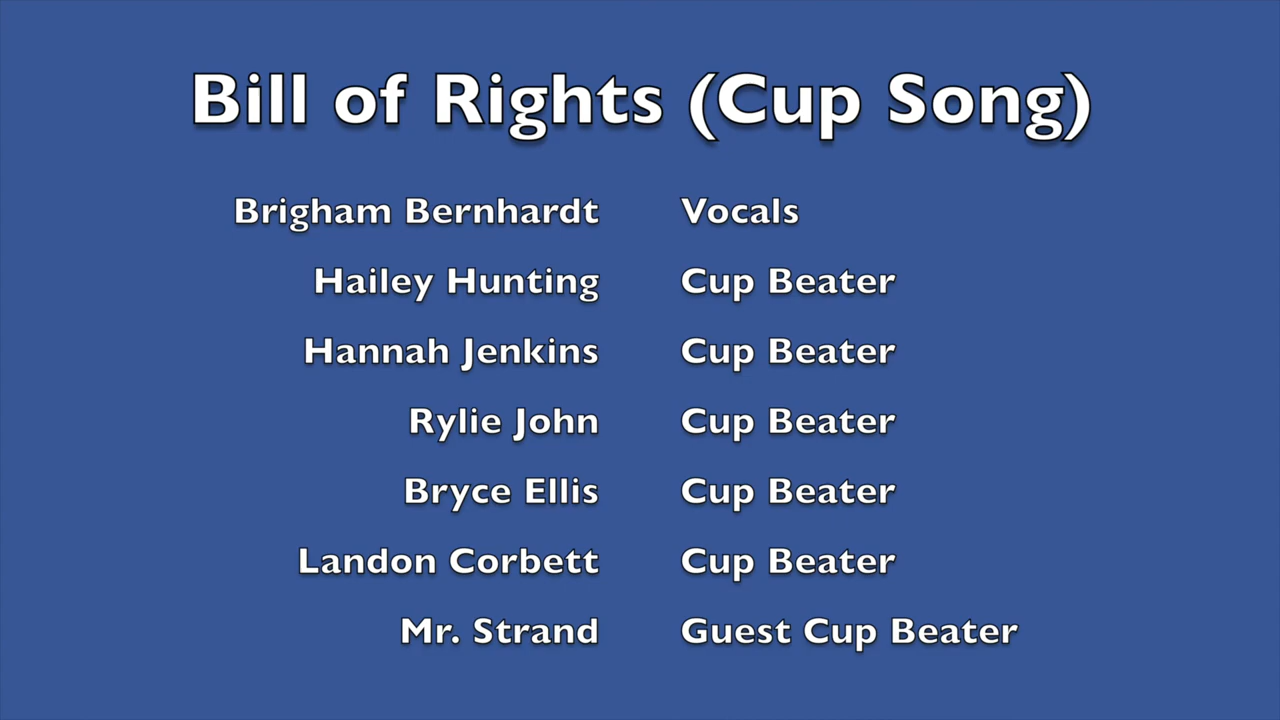 Bill of Rights (Cup Song)
Brigham Bernhardt Vocals
Hailey Hunting Cup Beater
Hannah Jenkins Cup Beater
Rylie John Cup Beater
Bryce Ellis Cup Beater
Landon Corbett Cup Beater
Mr. Strand Guest Cup Beater